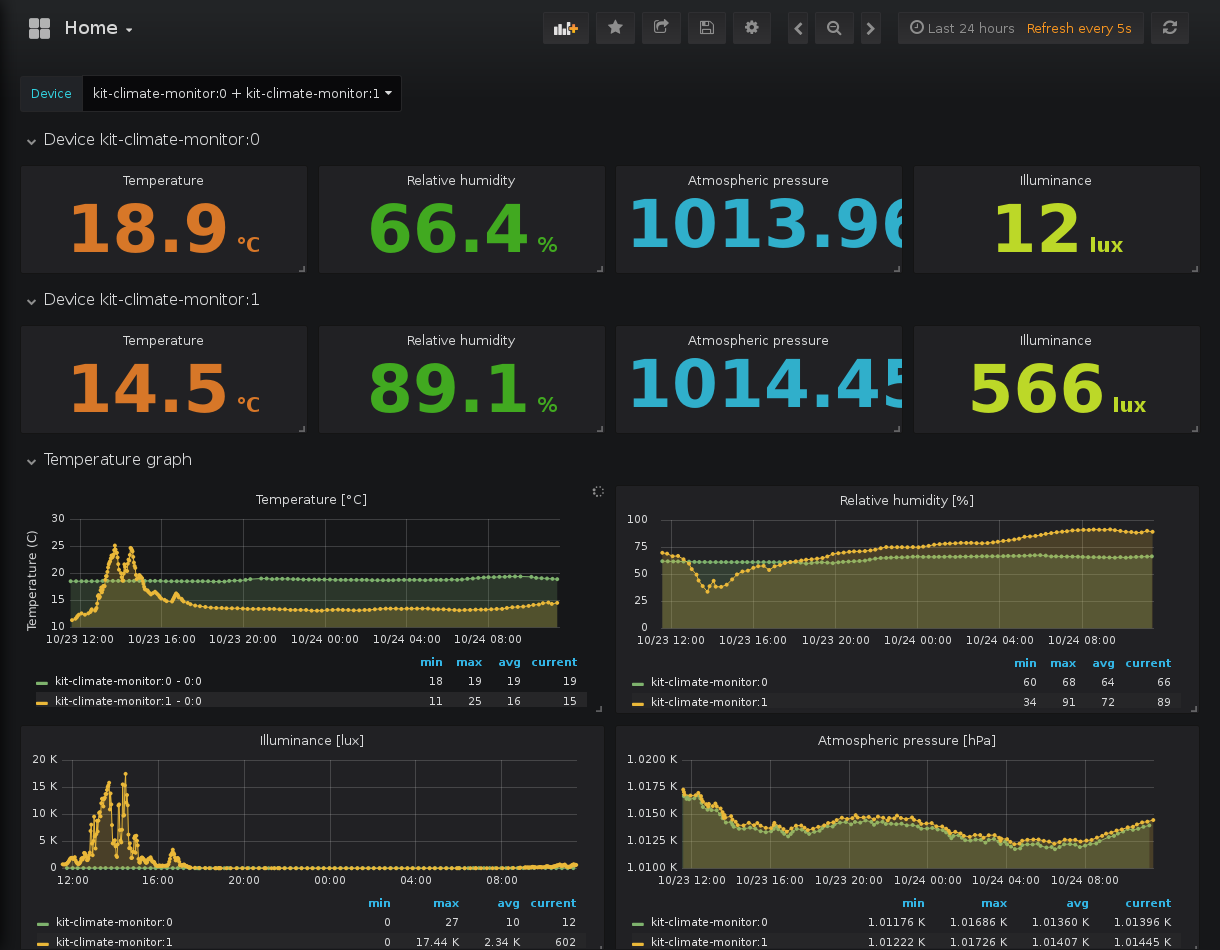 Home
Last 24 hours Refresh every 5s
Device kit-climate-monitor:0 + kit-climate-monitor:1
Device kit-climate-monitor:0
Temperature Relative humidity Atmospheric pressure Illuminance
18.9 °C 66.4 % 1013.96 12 lux
Device kit-climate-monitor:1
Temperature Relative humidity Atmospheric pressure Illuminance
14.5 °C 89.1 % 1014.45 566 lux
Temperature graph
Temperature [°C]
Temperature (C)
30
25
20
15
10
10/23 12:00 10/23 16:00 10/23 20:00 10/24 00:00 10/24 04:00 10/24 08:00
min max avg current
kit-climate-monitor:0 - 0:0 18 19 19 19
kit-climate-monitor:1 - 0:0 11 25 16 15
Relative humidity [%]
100
75
50
25
0
10/23 12:00 10/23 16:00 10/23 20:00 10/24 00:00 10/24 04:00 10/24 08:00
min max avg current
kit-climate-monitor:0 60 68 64 66
kit-climate-monitor:1 34 91 72 89
Illuminance [lux]
20 K
15 K
10 K
5 K
0
12:00 16:00 20:00 00:00 04:00 08:00
min max avg current
kit-climate-monitor:0 0 27 10 12
kit-climate-monitor:1 0 17.44 K 2.34 K 602
Atmospheric pressure [hPa]
1.0200 K
1.0175 K
1.0150 K
1.0125 K
1.0100 K
10/23 12:00 10/23 16:00 10/23 20:00 10/24 00:00 10/24 04:00 10/24 08:00
min max avg current
kit-climate-monitor:0 1.01176 K 1.01686 K 1.01360 K 1.01396 K
kit-climate-monitor:1 1.01222 K 1.01726 K 1.01407 K 1.01445 K